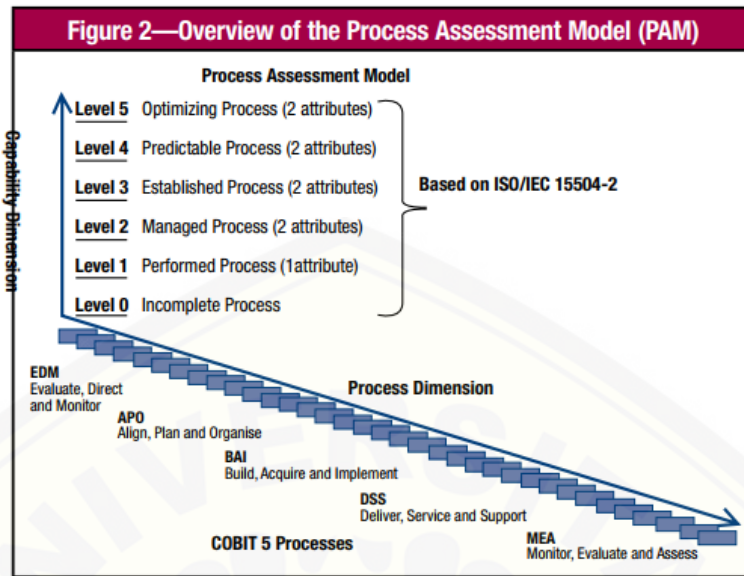 Figure 2—Overview of the Process Assessment Model (PAM)
Process Assessment Model
Capability Dimension
Level 5 Optimizing Process (2 attributes)
Level 4 Predictable Process (2 attributes)
Level 3 Established Process (2 attributes)
Level 2 Managed Process (2 attributes)
Level 1 Performed Process (1attribute)
Level 0 Incomplete Process
Based on ISO/IEC 15504-2
Process Dimension
EDM
Evaluate, Direct
and Monitor
APO
Align, Plan and Organise
BAI
Build, Acquire and Implement
DSS
Deliver, Service and Support
MEA
Monitor, Evaluate and Assess
COBIT 5 Processes
UNIVERSIT